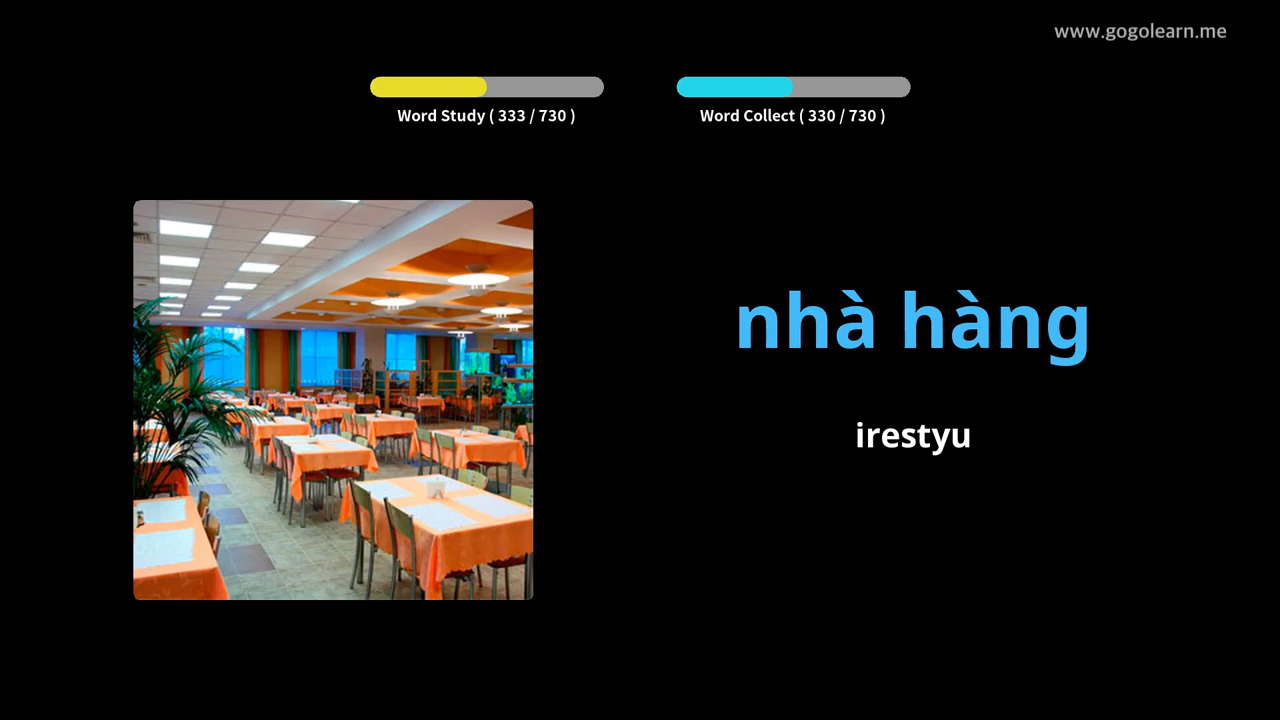 www.gogolearn.me
Word Study ( 333 / 730 )
Word Collect ( 330 / 730 )
nhà hàng
irestyu